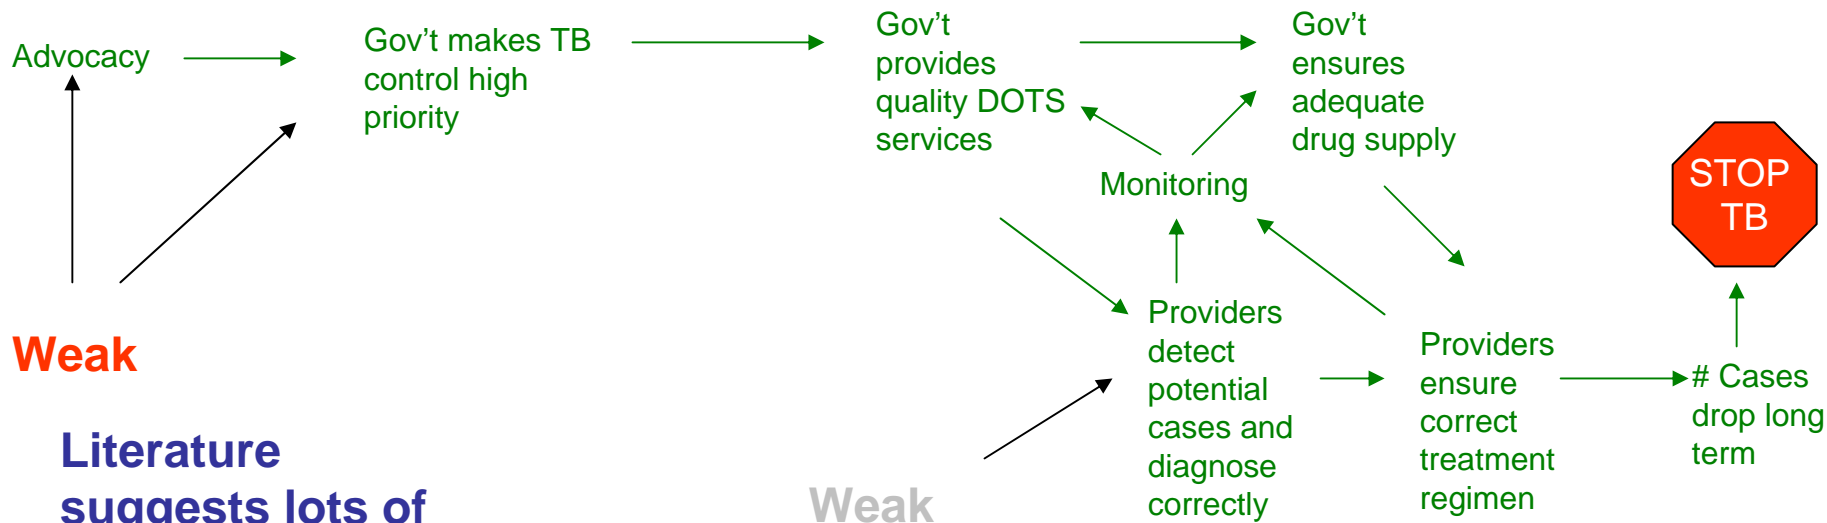 Advocacy
Gov’t makes TB
control high
priority
Gov’t
provides
quality DOTS
services
Gov’t
ensures
adequate
drug supply
Monitoring
STOP
TB
Weak
Literature
suggests lots of
Weak
Providers
detect
potential
cases and
diagnose
correctly
Providers
ensure
correct
treatment
regimen
# Cases
drop long
term